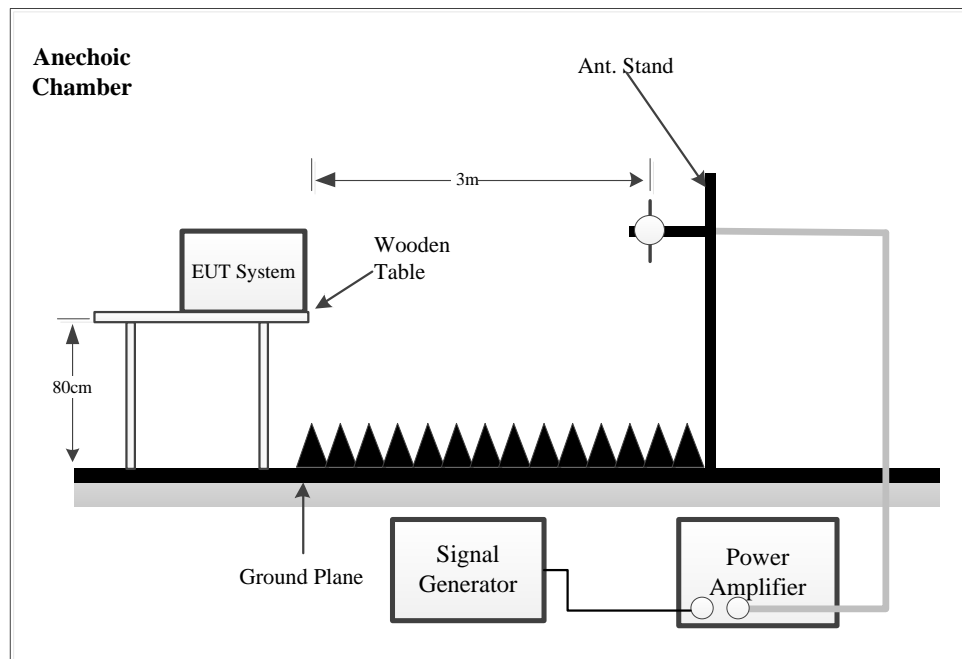 Anechoic
Chamber
Ant. Stand
3m
EUT System
Wooden
Table
80cm
Ground Plane
Signal
Generator
Power
Amplifier